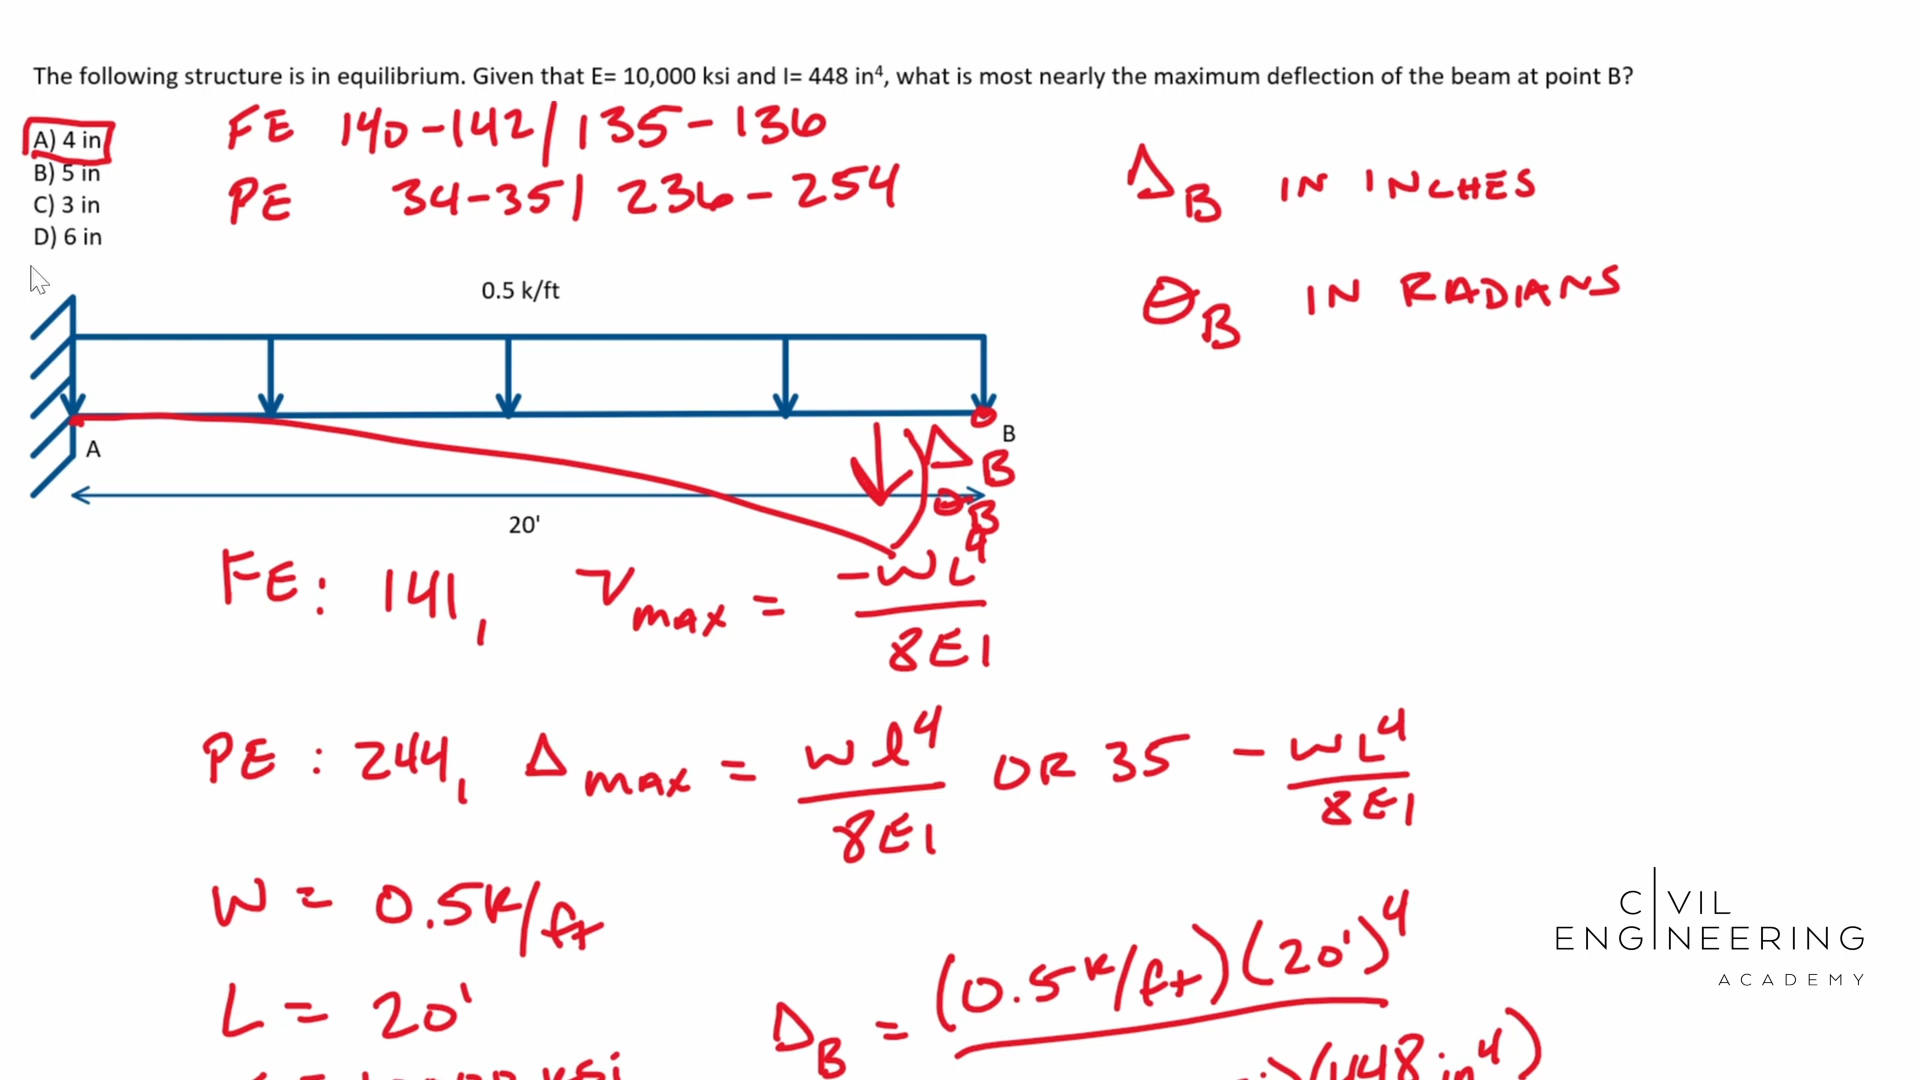 The following structure is in equilibrium. Given that E= 10,000 ksi and I= 448 in⁴, what is most nearly the maximum deflection of the beam at point B?
A) 4 in
B) 5 in
C) 3 in
D) 6 in
FE 140-142/135-136
PE 34-35/236-254
Δ_B IN INCHES
θ_B IN RADIANS
0.5 k/ft
A
B
Δ_B
θ_B
20'
FE: 141, v_max = -WL⁴/8EI
PE: 244, Δ_max = wl⁴/8EI OR 35 -WL⁴/8EI
W = 0.5K/ft
L = 20'
Δ_B = (0.5K/ft)(20')⁴
(448 in⁴)
ksi
CIVIL
ENGINEERING
ACADEMY